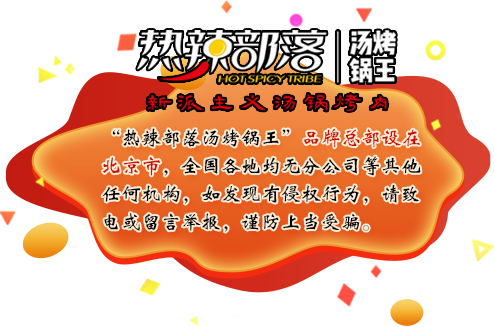 热辣部落
HOT SPICY TRIBE
汤烤
锅王
新派主义汤锅烤肉
“热辣部落汤烤锅王”品牌总部设在
北京市，全国各地均无分公司等其他
任何机构，如发现有侵权行为，请致
电或留言举报，谨防上当受骗。